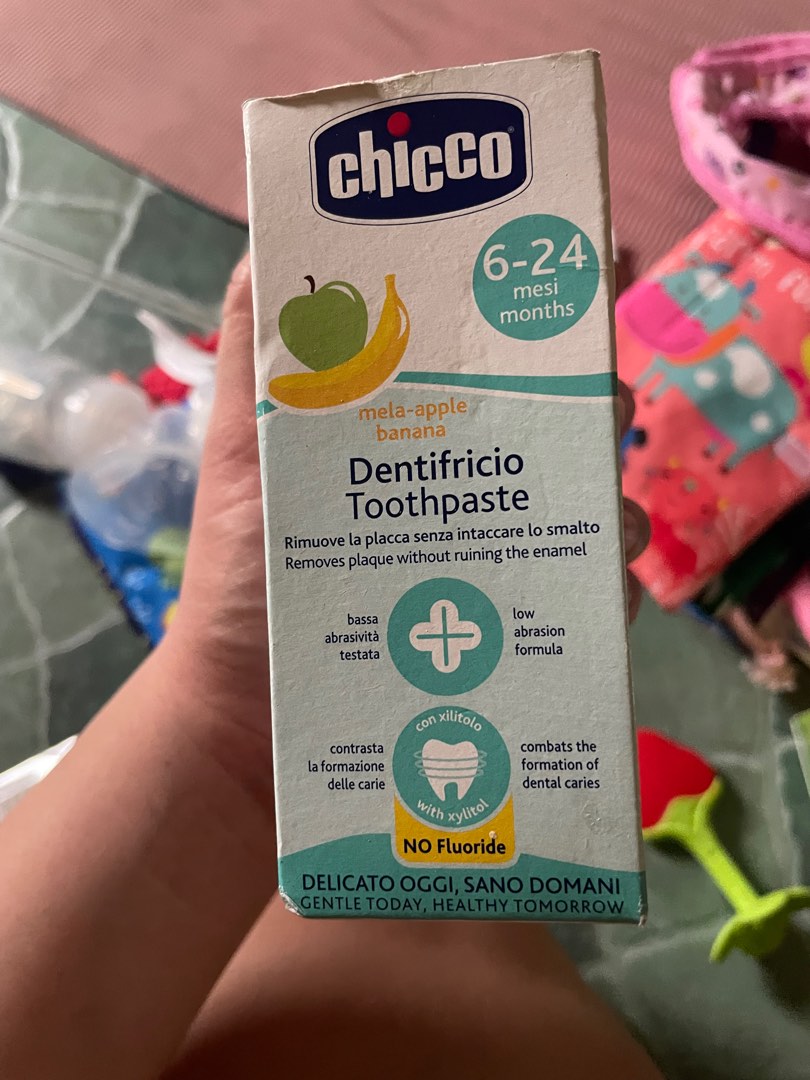 chicco
6-24
mesi
months
mela-apple
banana
Dentifricio
Toothpaste
Rimuove la placca senza intaccare lo smalto
Removes plaque without ruining the enamel
bassa
abrasività
testata
low
abrasion
formula
con xilitolo
contrasta
la formazione
delle carie
combats the
formation of
dental caries
with xylitol
NO Fluoride
DELICATO OGGI, SANO DOMANI
GENTLE TODAY, HEALTHY TOMORROW